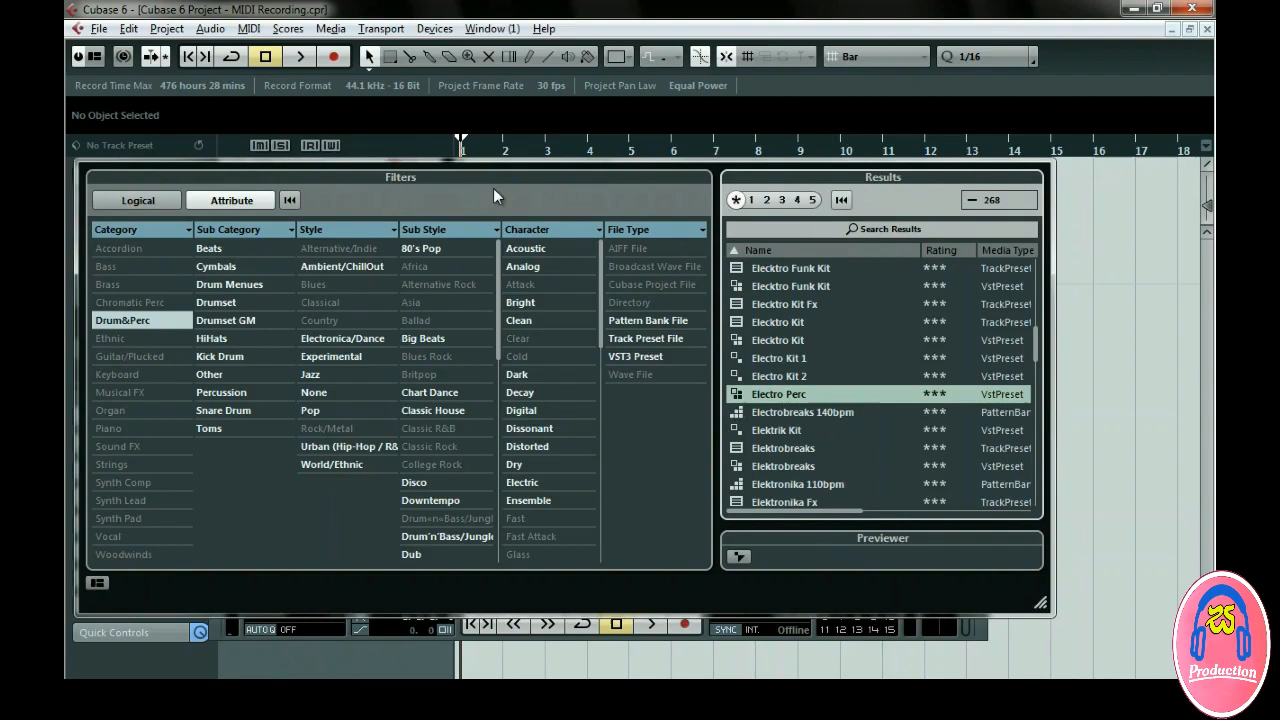 Cubase 6 - [Cubase 6 Project - MIDI Recording.cpr]
File Edit Project Audio MIDI Scores Media Transport Devices Window (1) Help
Bar 1/16
Record Time Max 476 hours 28 mins Record Format 44.1 kHz - 16 Bit Project Frame Rate 30 fps Project Pan Law Equal Power
No Object Selected
No Track Preset [M] [S] [R] [W] 1 2 3 4 5 6 7 8 9 10 11 12 13 14 15 16 17 18
Filters
Logical Attribute
Category Sub Category Style Sub Style Character File Type
Accordion Beats Alternative/Indie 80's Pop Acoustic AIFF File
Bass Cymbals Ambient/ChillOut Africa Analog Broadcast Wave File
Brass Drum Menues Blues Alternative Rock Attack Cubase Project File
Chromatic Perc Drumset Classical Asia Bright Directory
Drum&Perc Drumset GM Country Ballad Clean Pattern Bank File
Ethnic HiHats Electronica/Dance Big Beats Clear Track Preset File
Guitar/Plucked Kick Drum Experimental Blues Rock Cold VST3 Preset
Keyboard Other Jazz Britpop Dark Wave File
Musical FX Percussion None Chart Dance Decay
Organ Snare Drum Pop Classic House Digital
Piano Toms Rock/Metal Classic R&B Dissonant
Sound FX Urban (Hip-Hop / R& Classic Rock Distorted
Strings World/Ethnic College Rock Dry
Synth Comp Disco Electric
Synth Lead Downtempo Ensemble
Synth Pad Drum«n«Bass/Jungl Fast
Vocal Drum'n'Bass/Jungle Fast Attack
Woodwinds Dub Glass
Results
* 1 2 3 4 5 268
Search Results
Name Rating Media Type
Elecktro Funk Kit *** TrackPreset
Elecktro Funk Kit *** VstPreset
Elecktro Kit Fx *** TrackPreset
Elecktro Kit *** TrackPreset
Elecktro Kit *** VstPreset
Electro Kit 1 *** VstPreset
Electro Kit 2 *** VstPreset
Electro Perc *** VstPreset
Electrobreaks 140bpm *** PatternBar
Elektrik Kit *** VstPreset
Elektrobreaks *** TrackPreset
Elektrobreaks *** VstPreset
Elektronika 110bpm *** PatternBar
Elektronika Fx *** TrackPreset
Previewer
Quick Controls AUTO Q OFF 0. 0 SYNC INT. Offline 11 12 13 14 15
ස
Production